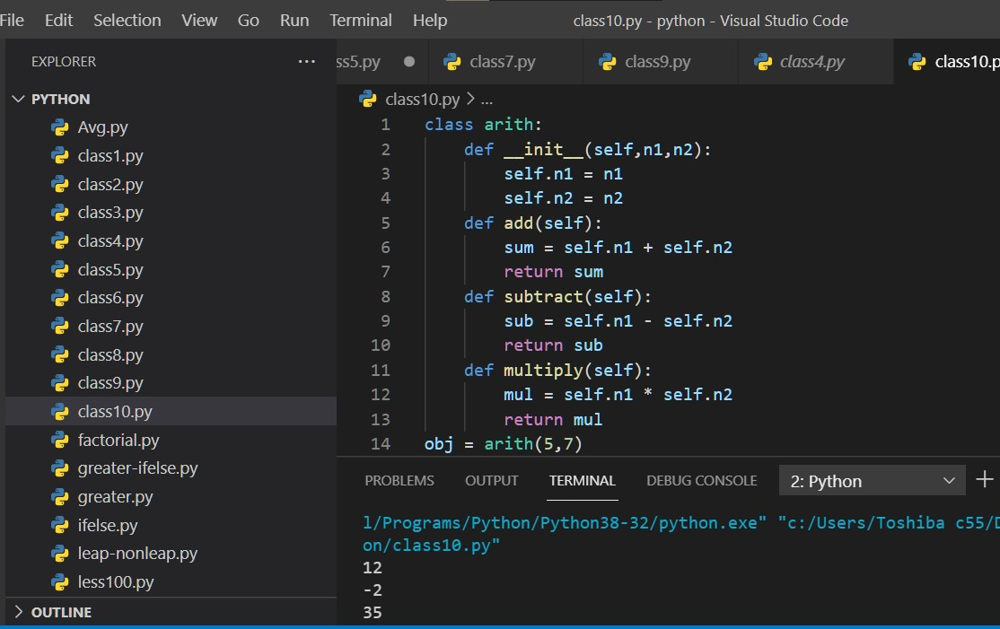 File Edit Selection View Go Run Terminal Help class10.py - python - Visual Studio Code
EXPLORER ...
PYTHON
Avg.py
class1.py
class2.py
class3.py
class4.py
class5.py
class6.py
class7.py
class8.py
class9.py
class10.py
factorial.py
greater-ifelse.py
greater.py
ifelse.py
leap-nonleap.py
less100.py
OUTLINE
ss5.py class7.py class9.py class4.py class10.p
class10.py > ...
1 class arith:
2 def __init__(self,n1,n2):
3 self.n1 = n1
4 self.n2 = n2
5 def add(self):
6 sum = self.n1 + self.n2
7 return sum
8 def subtract(self):
9 sub = self.n1 - self.n2
10 return sub
11 def multiply(self):
12 mul = self.n1 * self.n2
13 return mul
14 obj = arith(5,7)
PROBLEMS OUTPUT TERMINAL DEBUG CONSOLE 2: Python
l/Programs/Python/Python38-32/python.exe" "c:/Users/Toshiba c55/D
on/class10.py"
12
-2
35